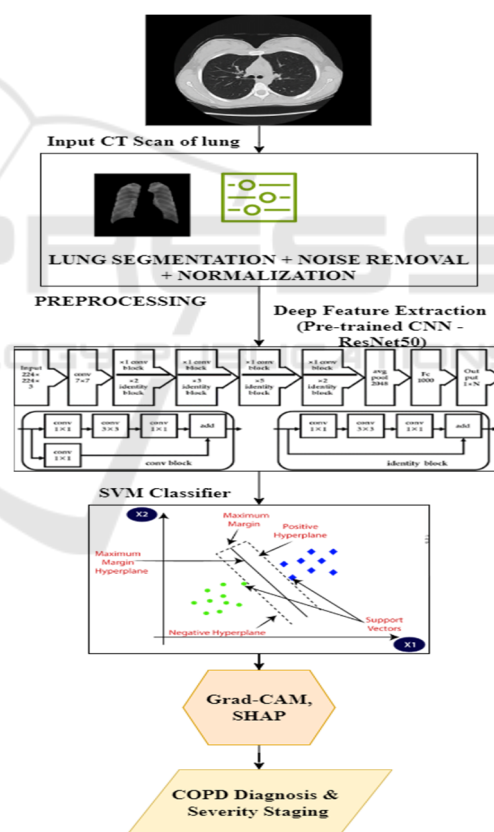 Input CT Scan of lung
LUNG SEGMENTATION + NOISE REMOVAL
+ NORMALIZATION
PREPROCESSING
Deep Feature Extraction
(Pre-trained CNN -
ResNet50)
Input
224×
224×
3
conv
7×7
×1 conv
block
×2
identity
block
×1 conv
block
×3
identity
block
×1 conv
block
×5
identity
block
×1 conv
block
×2
identity
block
avg
pool
2048
Fc
1000
Out
put
1×N
conv
1×1
conv
3×3
conv
1×1
add
conv
1×1
conv block
conv
1×1
conv
3×3
conv
1×1
add
identity block
SVM Classifier
X2
Maximum
Margin
Positive
Hyperplane
Maximum
Margin
Hyperplane
Support
Vectors
Negative Hyperplane
X1
Grad-CAM,
SHAP
COPD Diagnosis &
Severity Staging